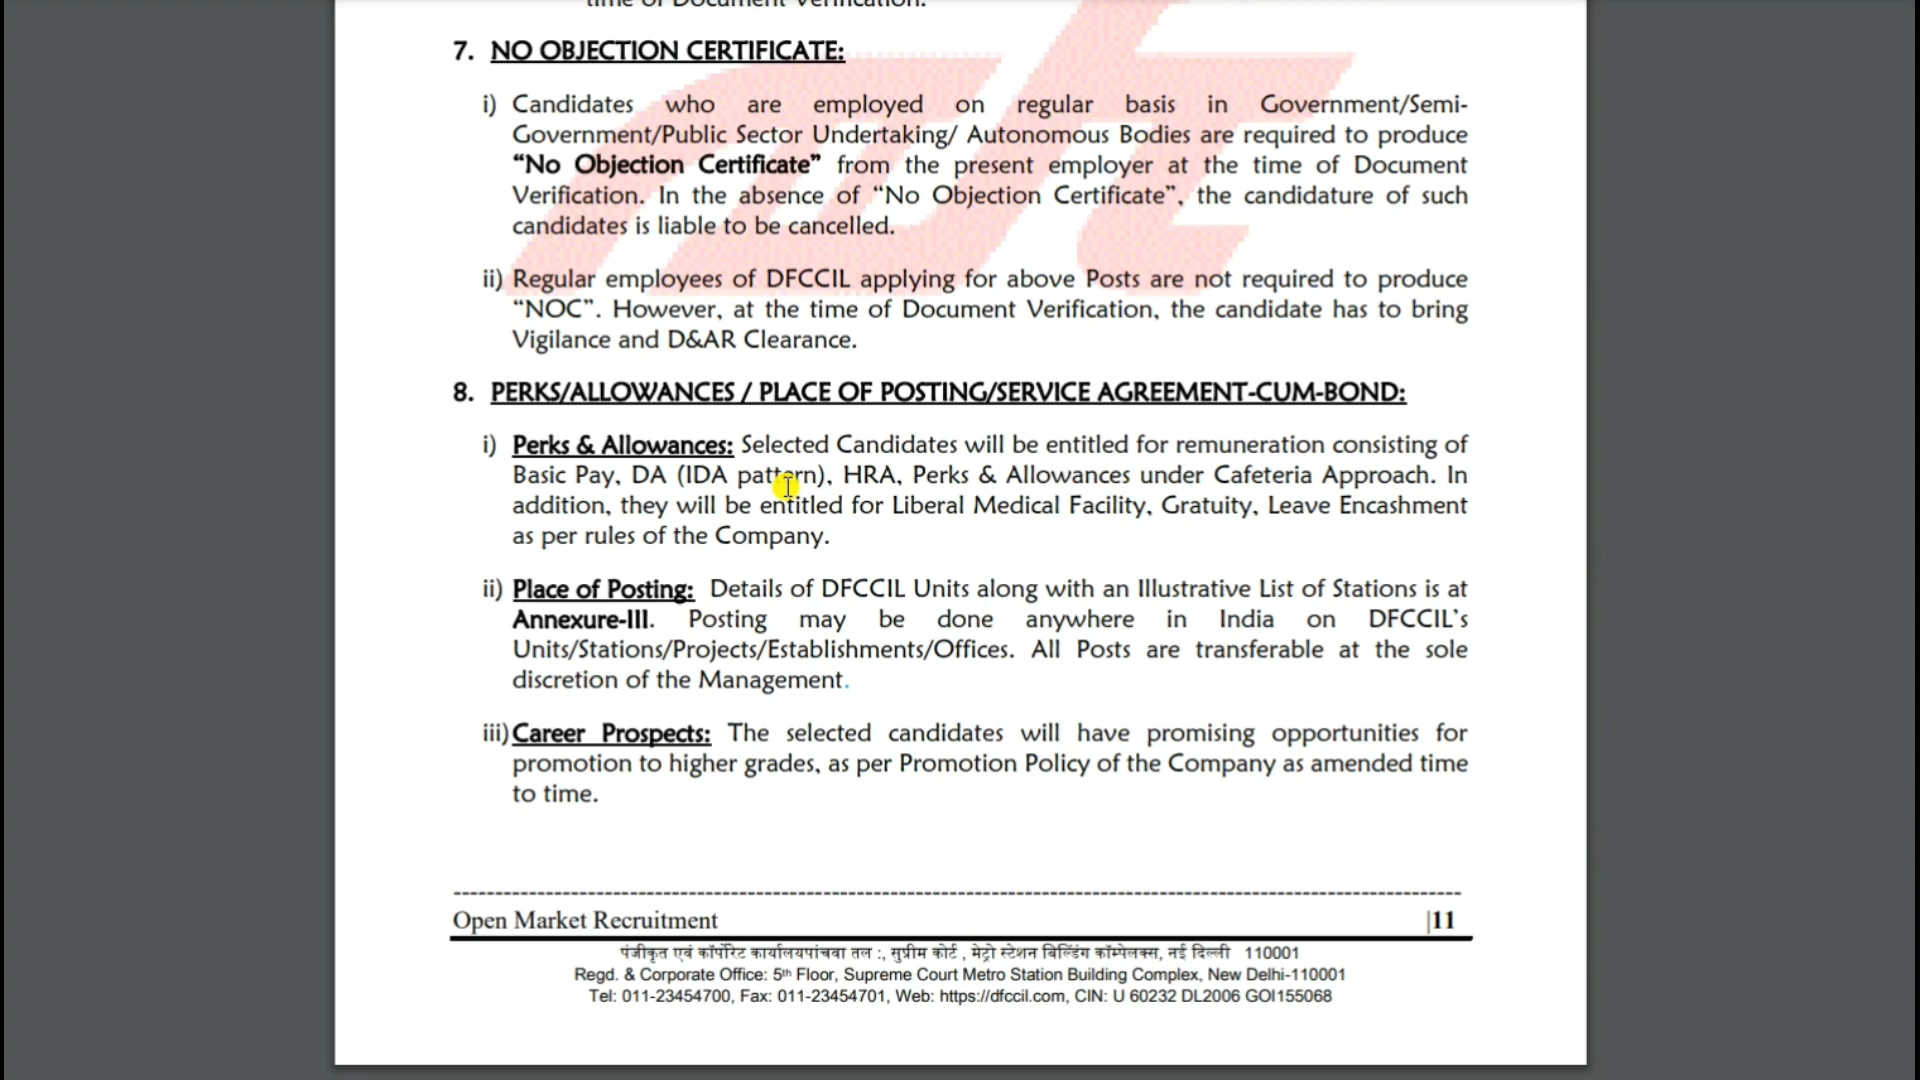 time of Document Verification.
7. NO OBJECTION CERTIFICATE:
i) Candidates who are employed on regular basis in Government/Semi-
Government/Public Sector Undertaking/ Autonomous Bodies are required to produce
“No Objection Certificate” from the present employer at the time of Document
Verification. In the absence of “No Objection Certificate”, the candidature of such
candidates is liable to be cancelled.
ii) Regular employees of DFCCIL applying for above Posts are not required to produce
“NOC”. However, at the time of Document Verification, the candidate has to bring
Vigilance and D&AR Clearance.
8. PERKS/ALLOWANCES / PLACE OF POSTING/SERVICE AGREEMENT-CUM-BOND:
i) Perks & Allowances: Selected Candidates will be entitled for remuneration consisting of
Basic Pay, DA (IDA pattern), HRA, Perks & Allowances under Cafeteria Approach. In
addition, they will be entitled for Liberal Medical Facility, Gratuity, Leave Encashment
as per rules of the Company.
ii) Place of Posting: Details of DFCCIL Units along with an Illustrative List of Stations is at
Annexure-III. Posting may be done anywhere in India on DFCCIL's
Units/Stations/Projects/Establishments/Offices. All Posts are transferable at the sole
discretion of the Management.
iii) Career Prospects: The selected candidates will have promising opportunities for
promotion to higher grades, as per Promotion Policy of the Company as amended time
to time.
Open Market Recruitment |11
पंजीकृत एवं कॉर्पोरेट कार्यालयपांचवा तल :, सुप्रीम कोर्ट , मेट्रो स्टेशन बिल्डिंग कॉम्पेलक्स, नई दिल्ली 110001
Regd. & Corporate Office: 5th Floor, Supreme Court Metro Station Building Complex, New Delhi-110001
Tel: 011-23454700, Fax: 011-23454701, Web: https://dfccil.com, CIN: U 60232 DL2006 GOI155068